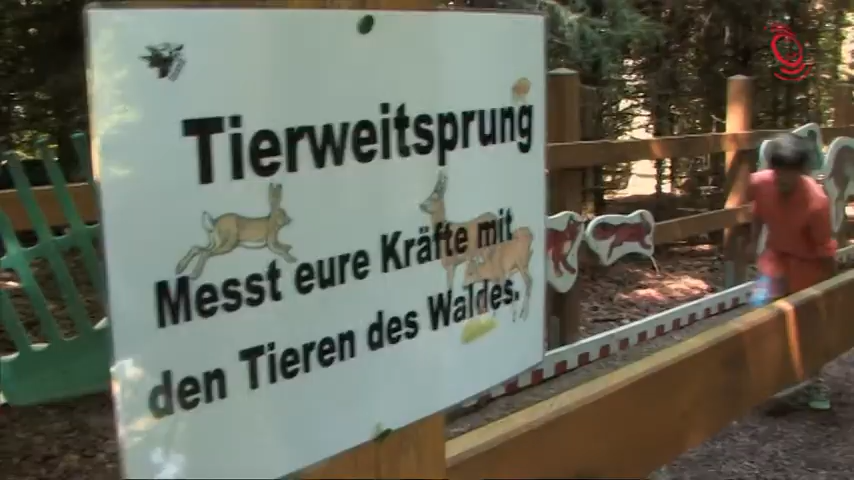 Tierweitsprung
Messt eure Kräfte mit
den Tieren des Waldes.